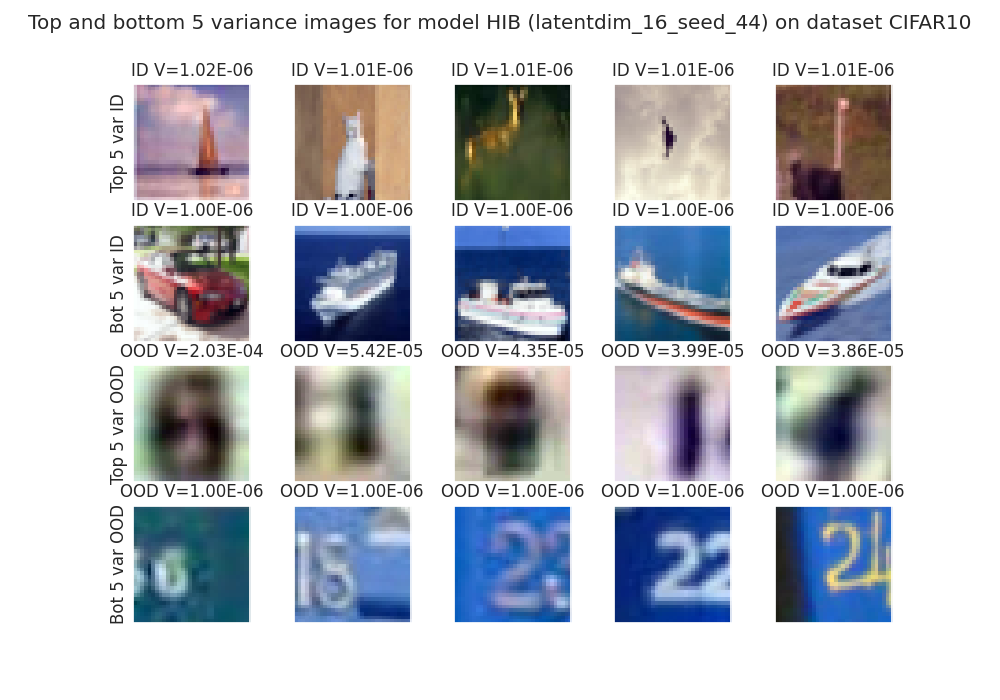 Top and bottom 5 variance images for model HIB (latentdim_16_seed_44) on dataset CIFAR10
ID V=1.02E-06 ID V=1.01E-06 ID V=1.01E-06 ID V=1.01E-06 ID V=1.01E-06
Top 5 var ID
ID V=1.00E-06 ID V=1.00E-06 ID V=1.00E-06 ID V=1.00E-06 ID V=1.00E-06
Bot 5 var ID
OOD V=2.03E-04 OOD V=5.42E-05 OOD V=4.35E-05 OOD V=3.99E-05 OOD V=3.86E-05
Top 5 var OOD
OOD V=1.00E-06 OOD V=1.00E-06 OOD V=1.00E-06 OOD V=1.00E-06 OOD V=1.00E-06
Bot 5 var OOD
15
22
24